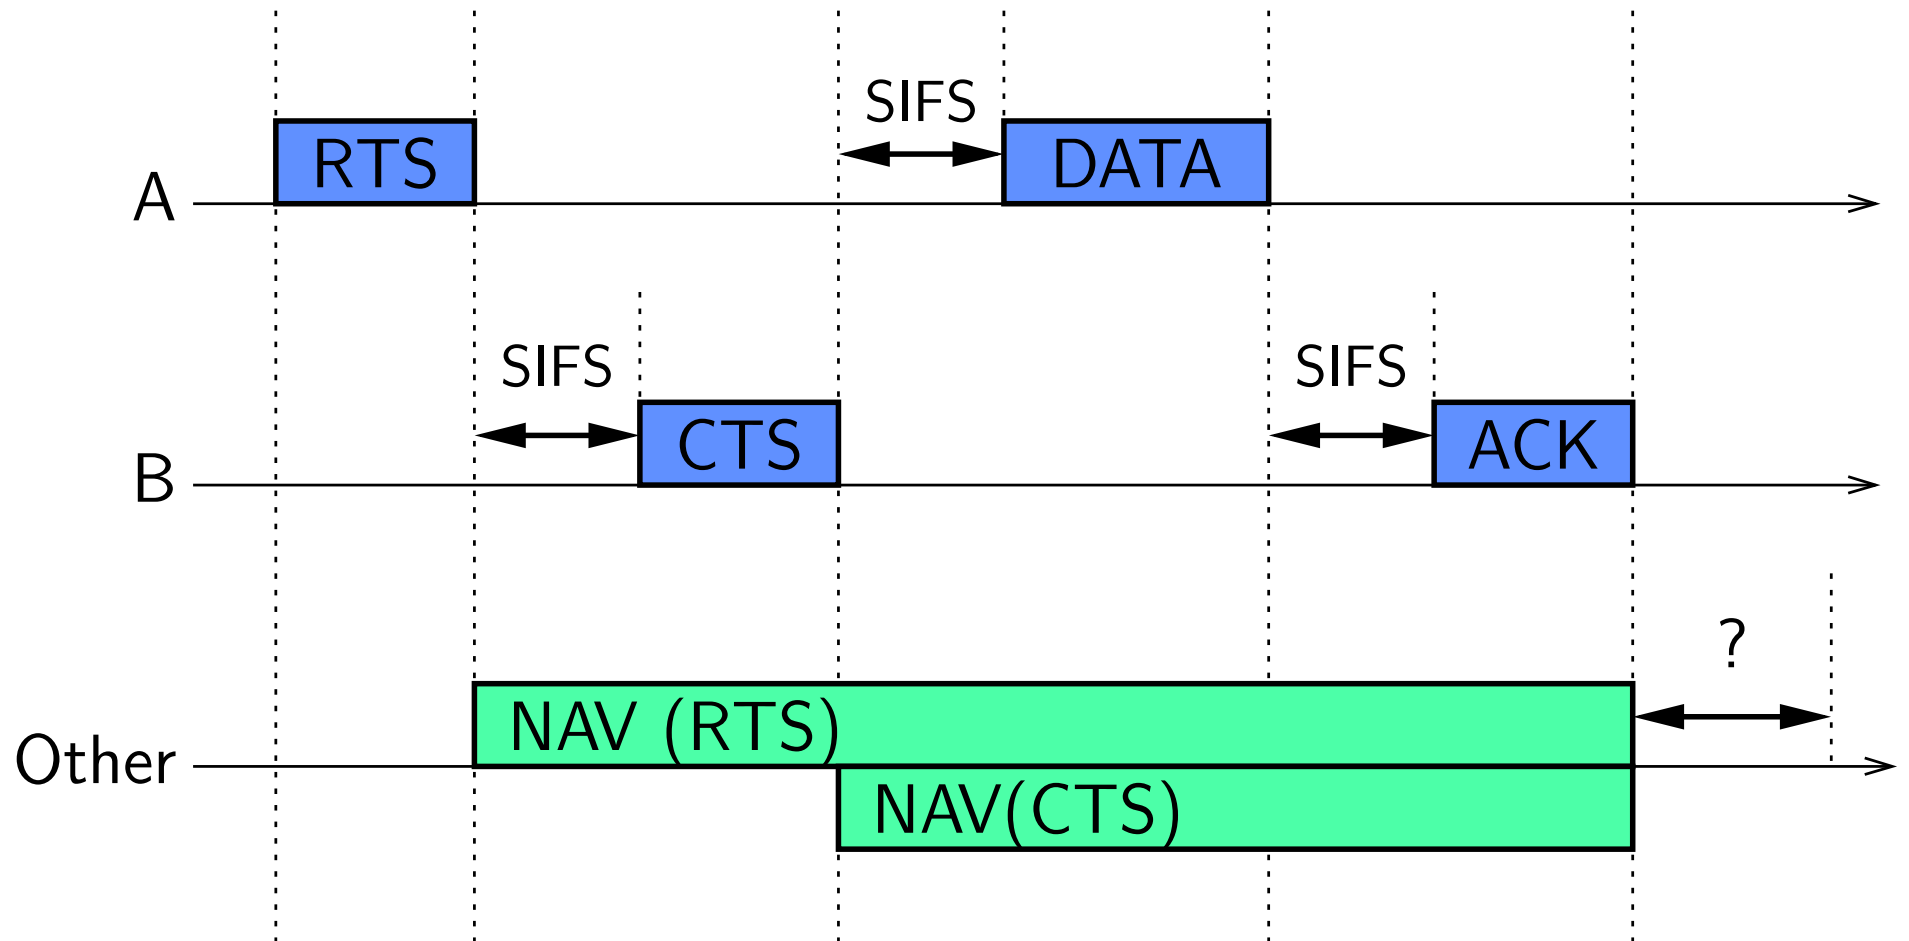 SIFS
RTS
DATA
A
SIFS
SIFS
CTS
ACK
B
?
NAV (RTS)
Other
NAV(CTS)